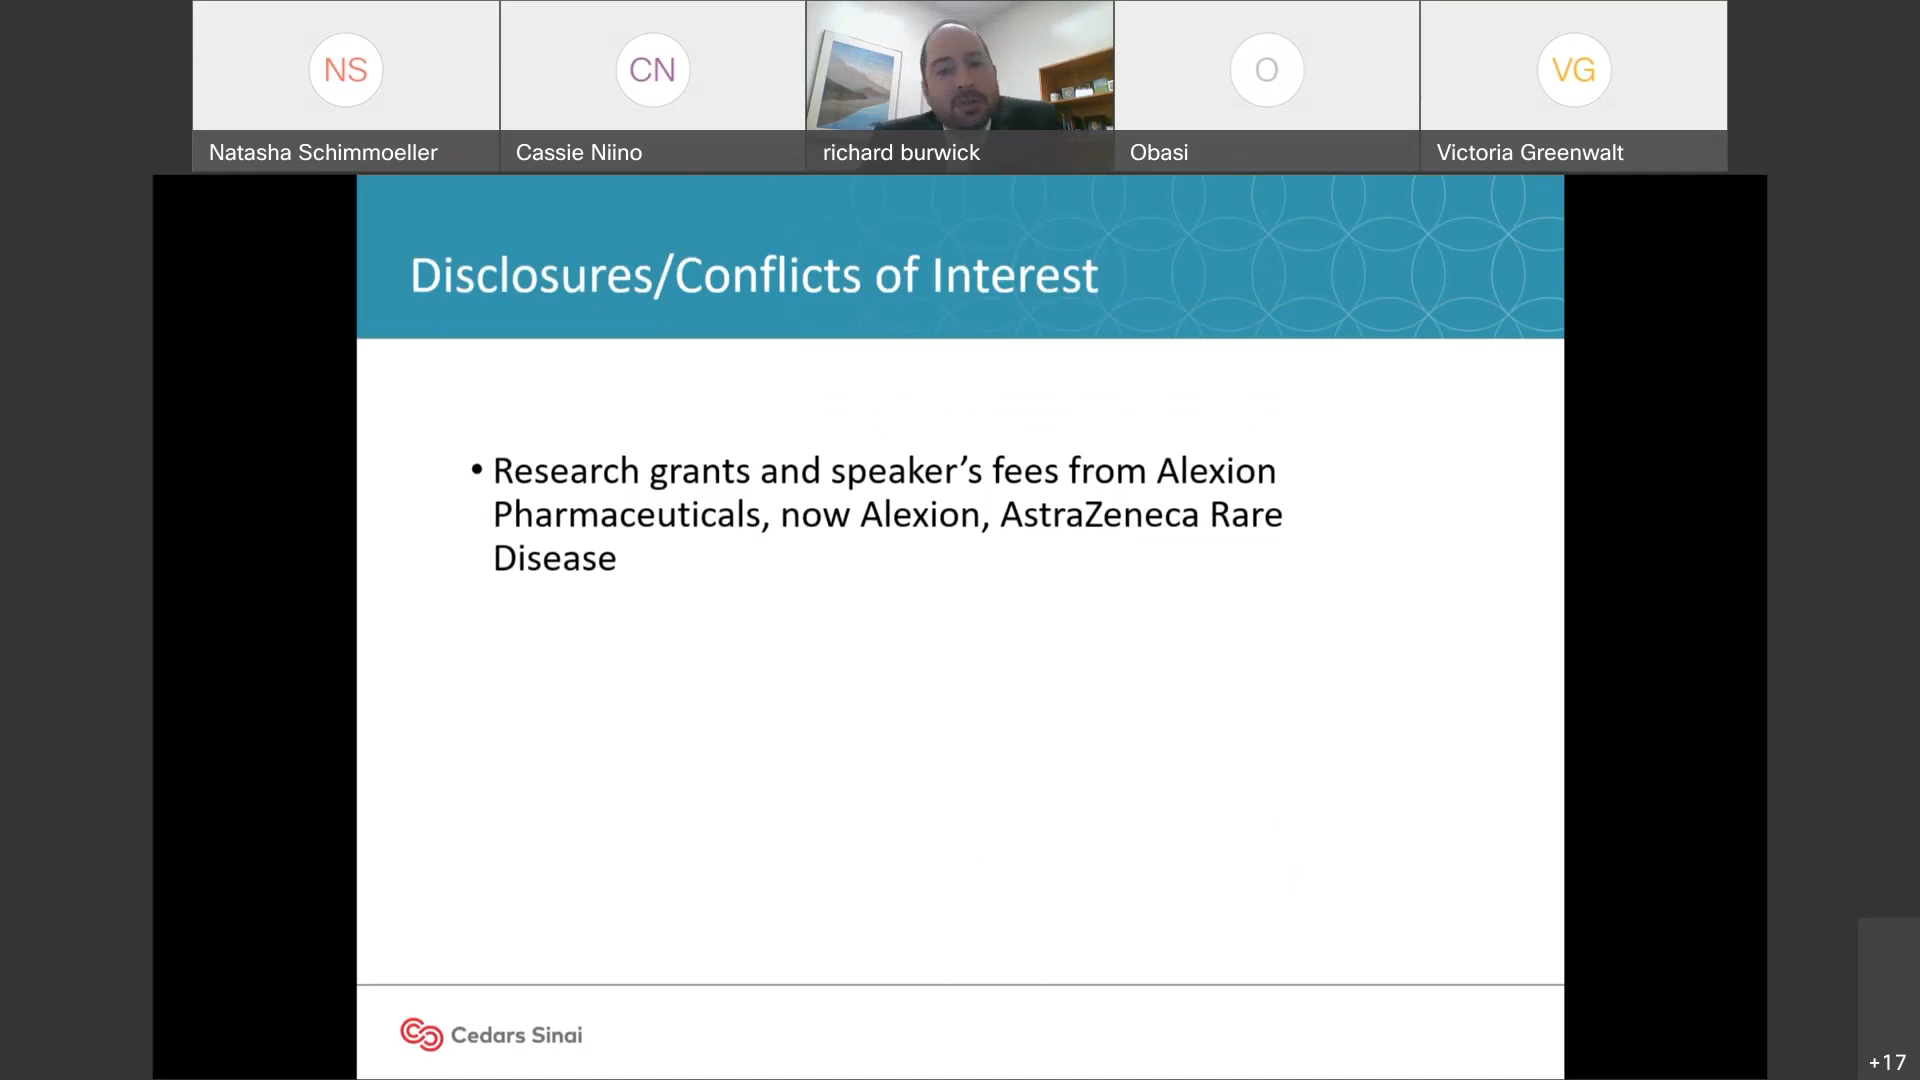 NS
CN
O
VG
Natasha Schimmoeller
Cassie Niino
richard burwick
Obasi
Victoria Greenwalt
Disclosures/Conflicts of Interest
• Research grants and speaker’s fees from Alexion
Pharmaceuticals, now Alexion, AstraZeneca Rare
Disease
Cedars Sinai
+17